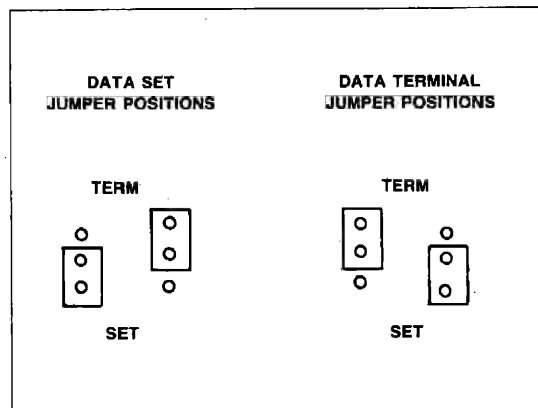 DATA SET
JUMPER POSITIONS
TERM
SET
DATA TERMINAL
JUMPER POSITIONS
TERM
SET